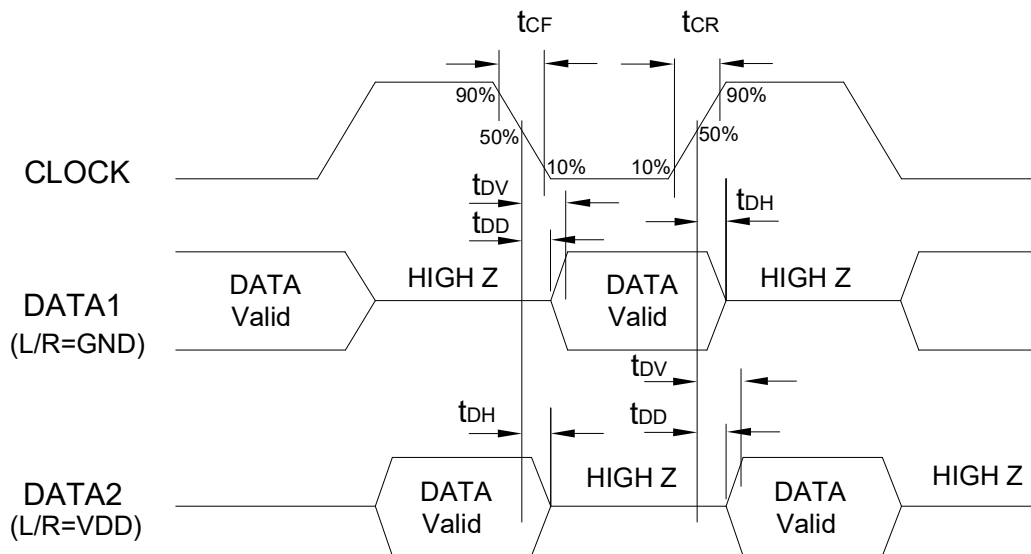 tCF
tCR
90%
90%
50%
50%
CLOCK
10%
10%
tDV
tDH
tDD
HIGH Z
HIGH Z
DATA
Valid
DATA
Valid
DATA1
(L/R=GND)
tDV
tDH
tDD
HIGH Z
HIGH Z
DATA
Valid
DATA
Valid
DATA2
(L/R=VDD)